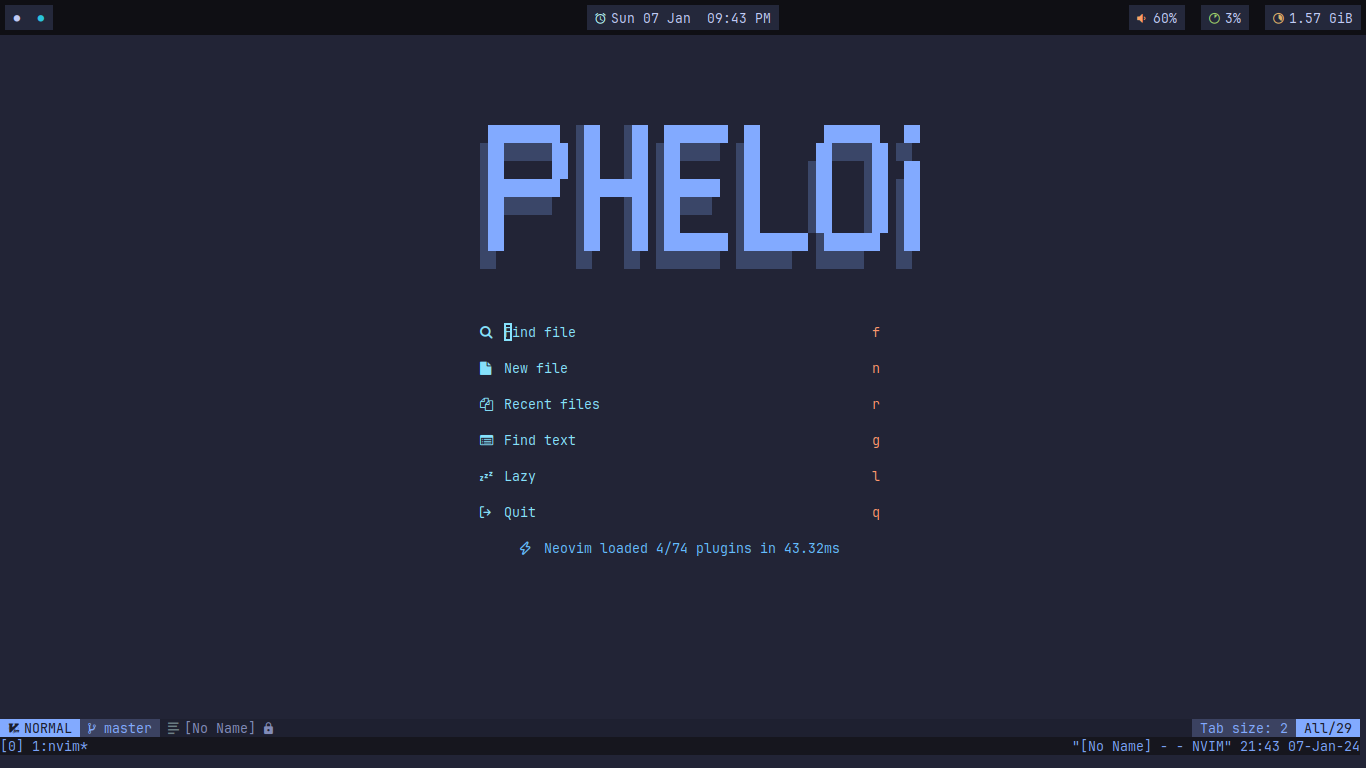 Sun 07 Jan  09:43 PM
60%
3%
1.57 GiB
PHELOi
Find file f
New file n
Recent files r
Find text g
zzz Lazy l
Quit q
Neovim loaded 4/74 plugins in 43.32ms
NORMAL master [No Name] Tab size: 2 All/29
[0] 1:nvim* "[No Name] - - NVIM" 21:43 07-Jan-24